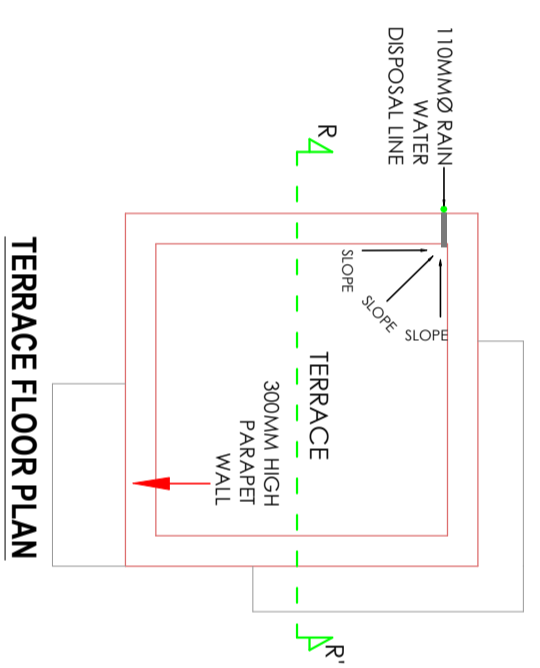 110MMØ RAIN
WATER
DISPOSAL LINE
R
SLOPE
SLOPE
SLOPE
TERRACE
300MM HIGH
PARAPET
WALL
R'
TERRACE FLOOR PLAN